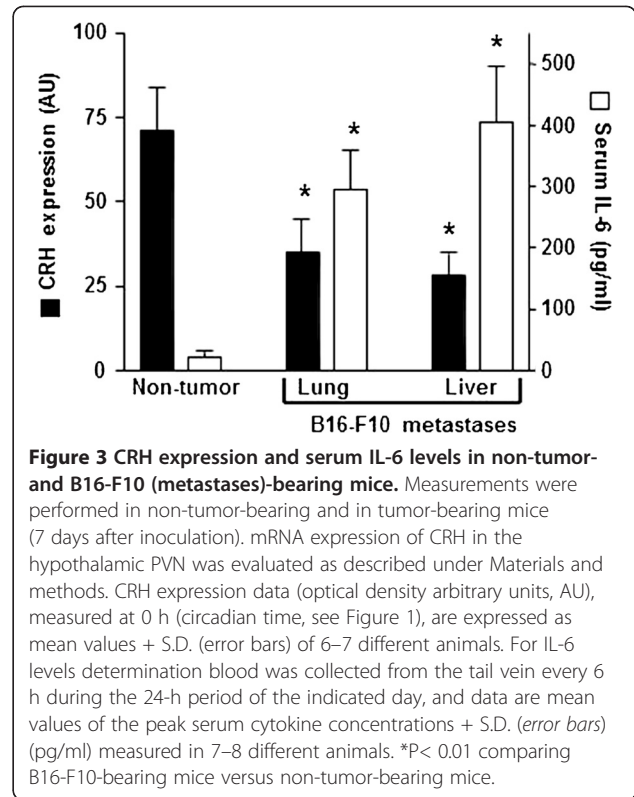 100
75
50
25
0
CRH expression (AU)
* * * *
500
400
300
200
100
0
Serum IL-6 (pg/ml)
Non-tumor Lung Liver
B16-F10 metastases
Figure 3 CRH expression and serum IL-6 levels in non-tumor-
and B16-F10 (metastases)-bearing mice. Measurements were
performed in non-tumor-bearing and in tumor-bearing mice
(7 days after inoculation). mRNA expression of CRH in the
hypothalamic PVN was evaluated as described under Materials and
methods. CRH expression data (optical density arbitrary units, AU),
measured at 0 h (circadian time, see Figure 1), are expressed as
mean values + S.D. (error bars) of 6–7 different animals. For IL-6
levels determination blood was collected from the tail vein every 6
h during the 24-h period of the indicated day, and data are mean
values of the peak serum cytokine concentrations + S.D. (error bars)
(pg/ml) measured in 7–8 different animals. *P< 0.01 comparing
B16-F10-bearing mice versus non-tumor-bearing mice.